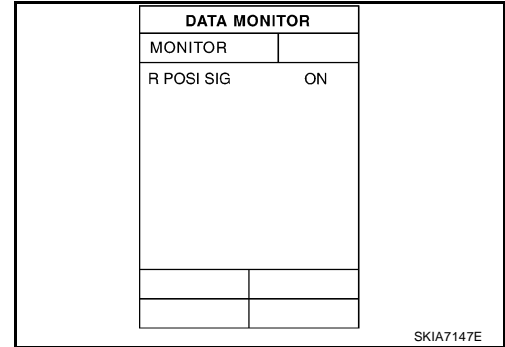 DATA MONITOR
MONITOR
R POSI SIG ON
SKIA7147E